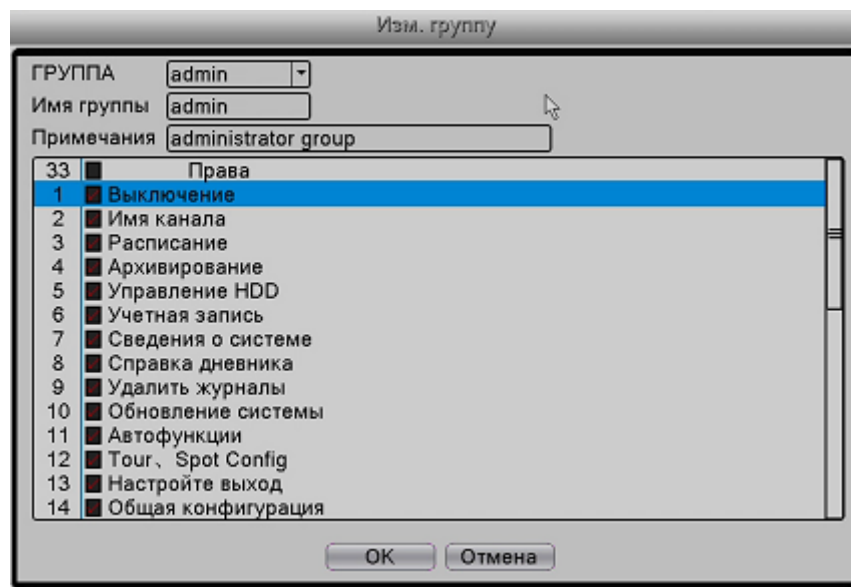 Изм. группу
ГРУППА admin
Имя группы admin
Примечания administrator group
33 Права
1 Выключение
2 Имя канала
3 Расписание
4 Архивирование
5 Управление HDD
6 Учетная запись
7 Сведения о системе
8 Справка дневника
9 Удалить журналы
10 Обновление системы
11 Автофункции
12 Tour、Spot Config
13 Настройте выход
14 Общая конфигурация
OK Отмена